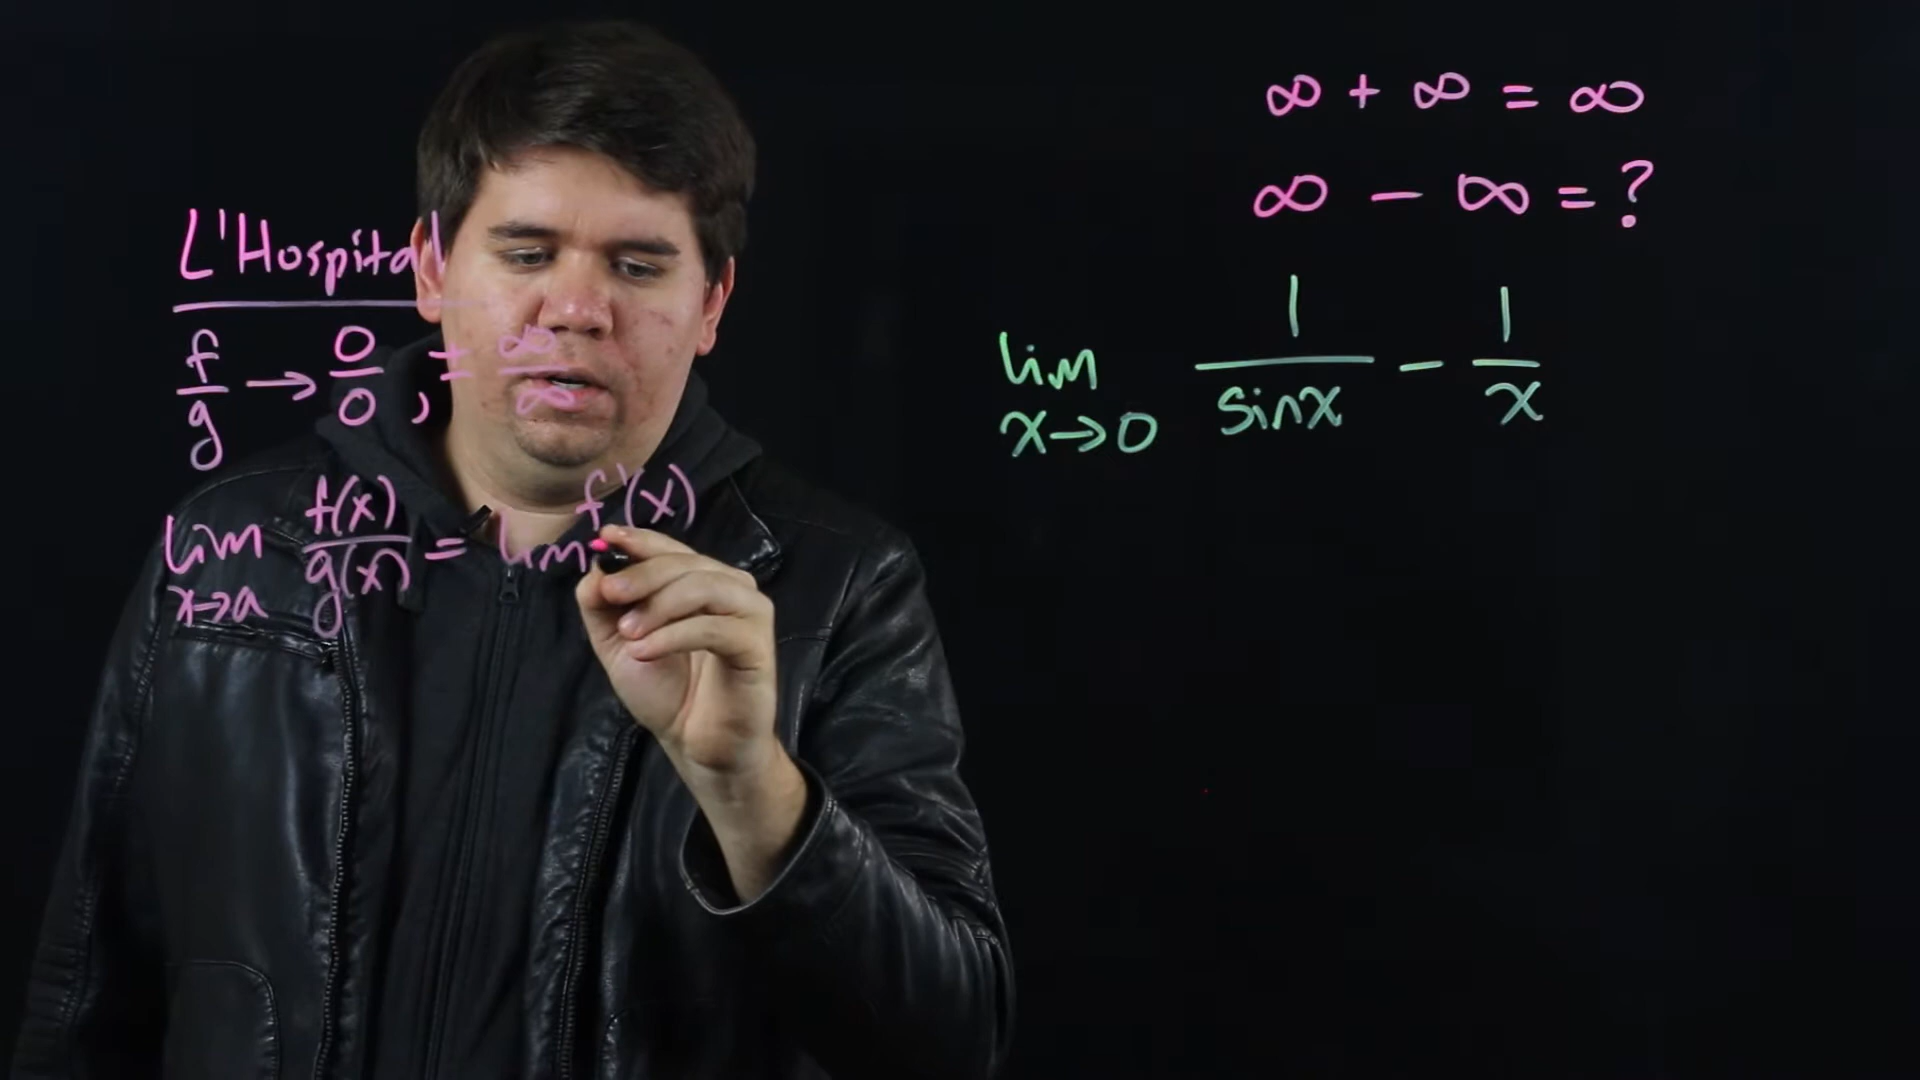 L'Hospital
f/g → 0/0, ± ∞/∞
lim x→a f(x)/g(x) = lim f'(x)
∞ + ∞ = ∞
∞ - ∞ = ?
lim x→0 1/sinx - 1/x